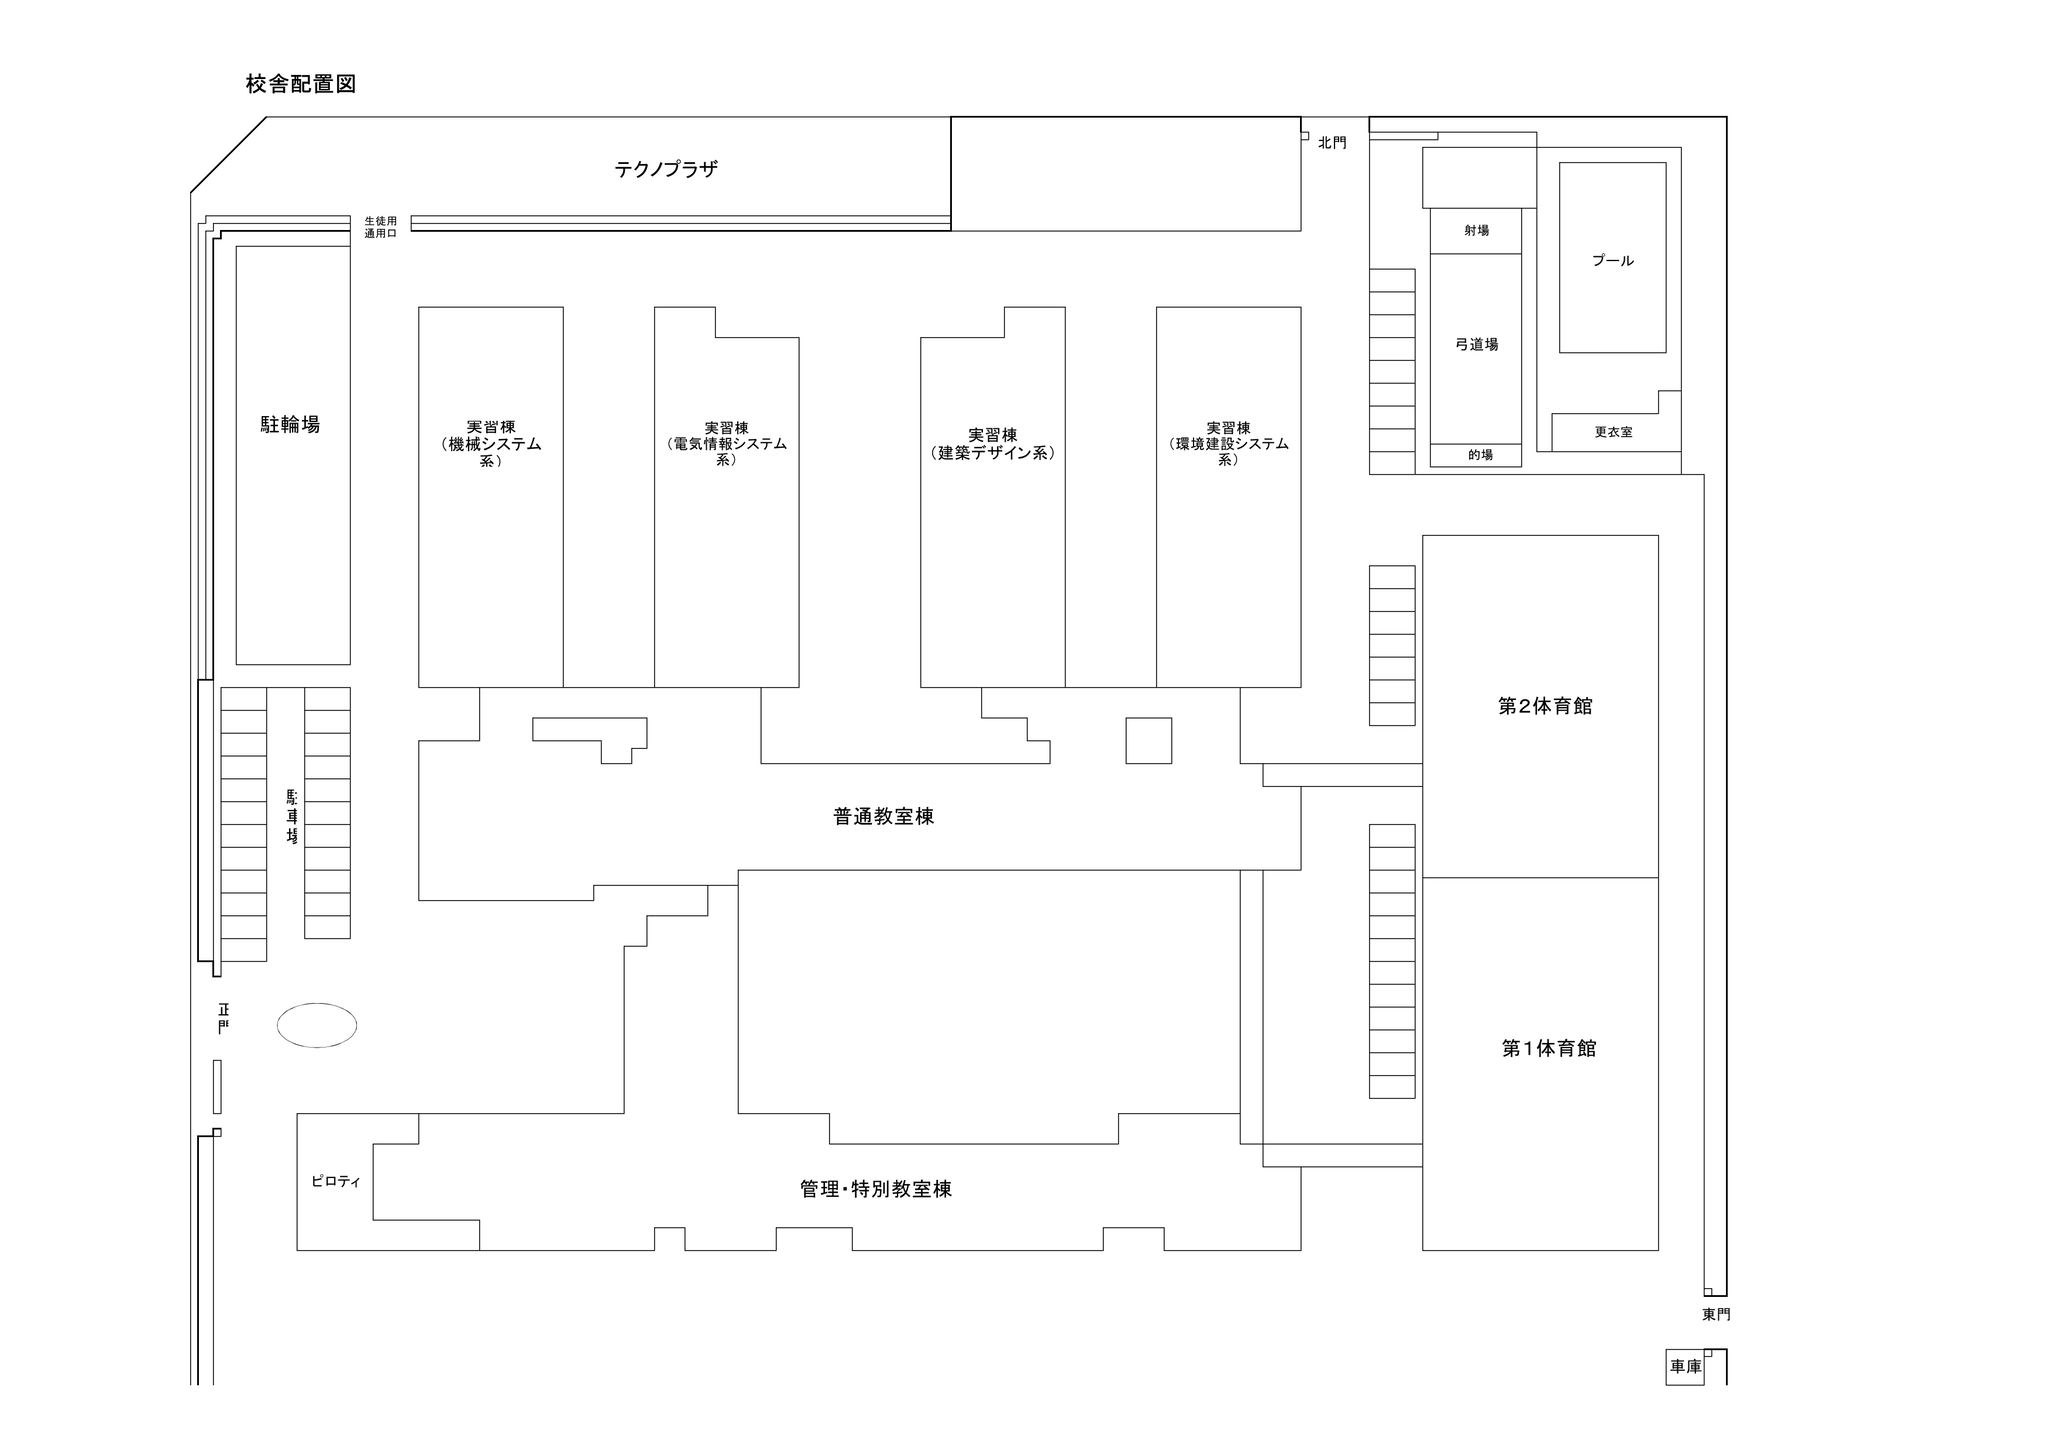 校舎配置図
北門
テクノプラザ
生徒用
通用口
射場
プール
弓道場
駐輪場
実習棟
（機械システム
系）
実習棟
（電気情報システム
系）
実習棟
（建築デザイン系）
実習棟
（環境建設システム
系）
更衣室
的場
第２体育館
駐車場
普通教室棟
正門
第１体育館
ピロティ
管理・特別教室棟
東門
車庫